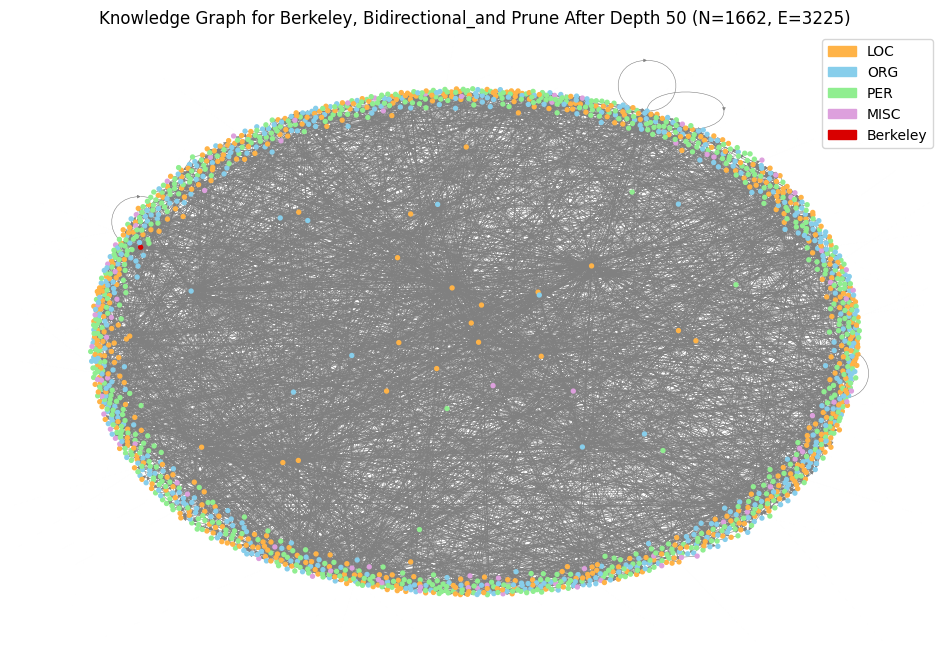 Knowledge Graph for Berkeley, Bidirectional_and Prune After Depth 50 (N=1662, E=3225)
LOC
ORG
PER
MISC
Berkeley